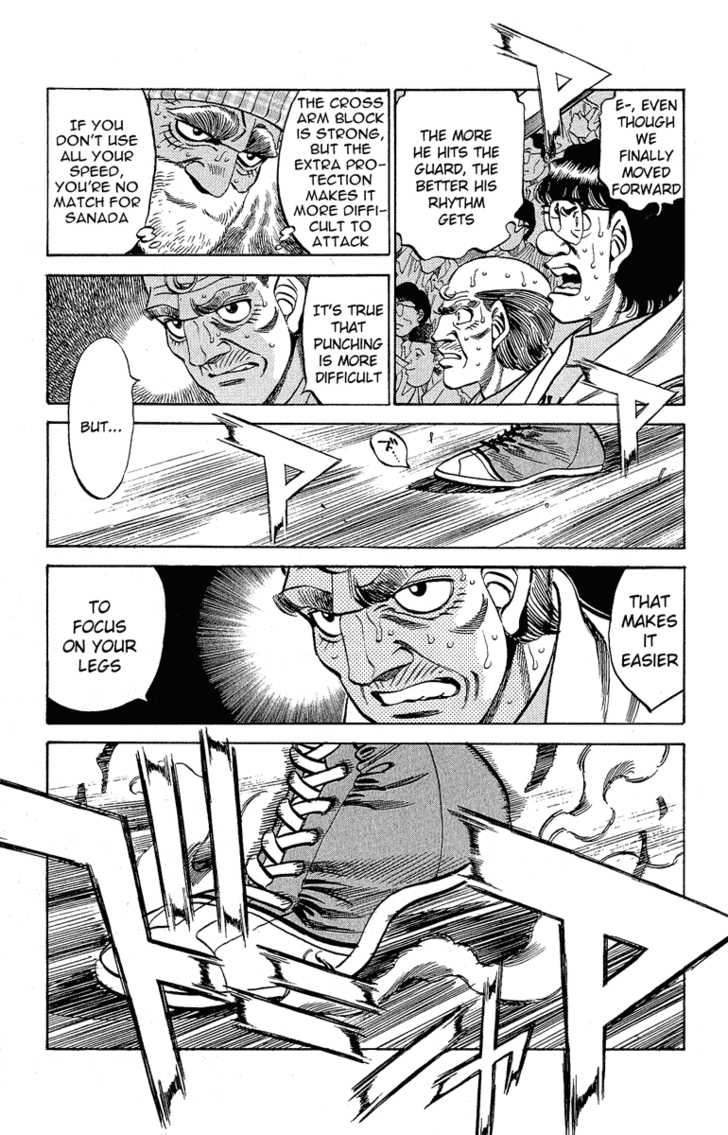 E-, EVEN
THOUGH
WE
FINALLY
MOVED
FORWARD
THE MORE
HE HITS THE
GUARD, THE
BETTER HIS
RHYTHM
GETS
THE CROSS
ARM BLOCK
IS STRONG,
BUT THE
EXTRA PRO-
TECTION
MAKES IT
MORE DIFFI-
CULT TO
ATTACK
IF YOU
DON'T USE
ALL YOUR
SPEED,
YOU'RE NO
MATCH FOR
SANADA
IT'S TRUE
THAT
PUNCHING
IS MORE
DIFFICULT
BUT...
THAT
MAKES
IT
EASIER
TO
FOCUS
ON YOUR
LEGS